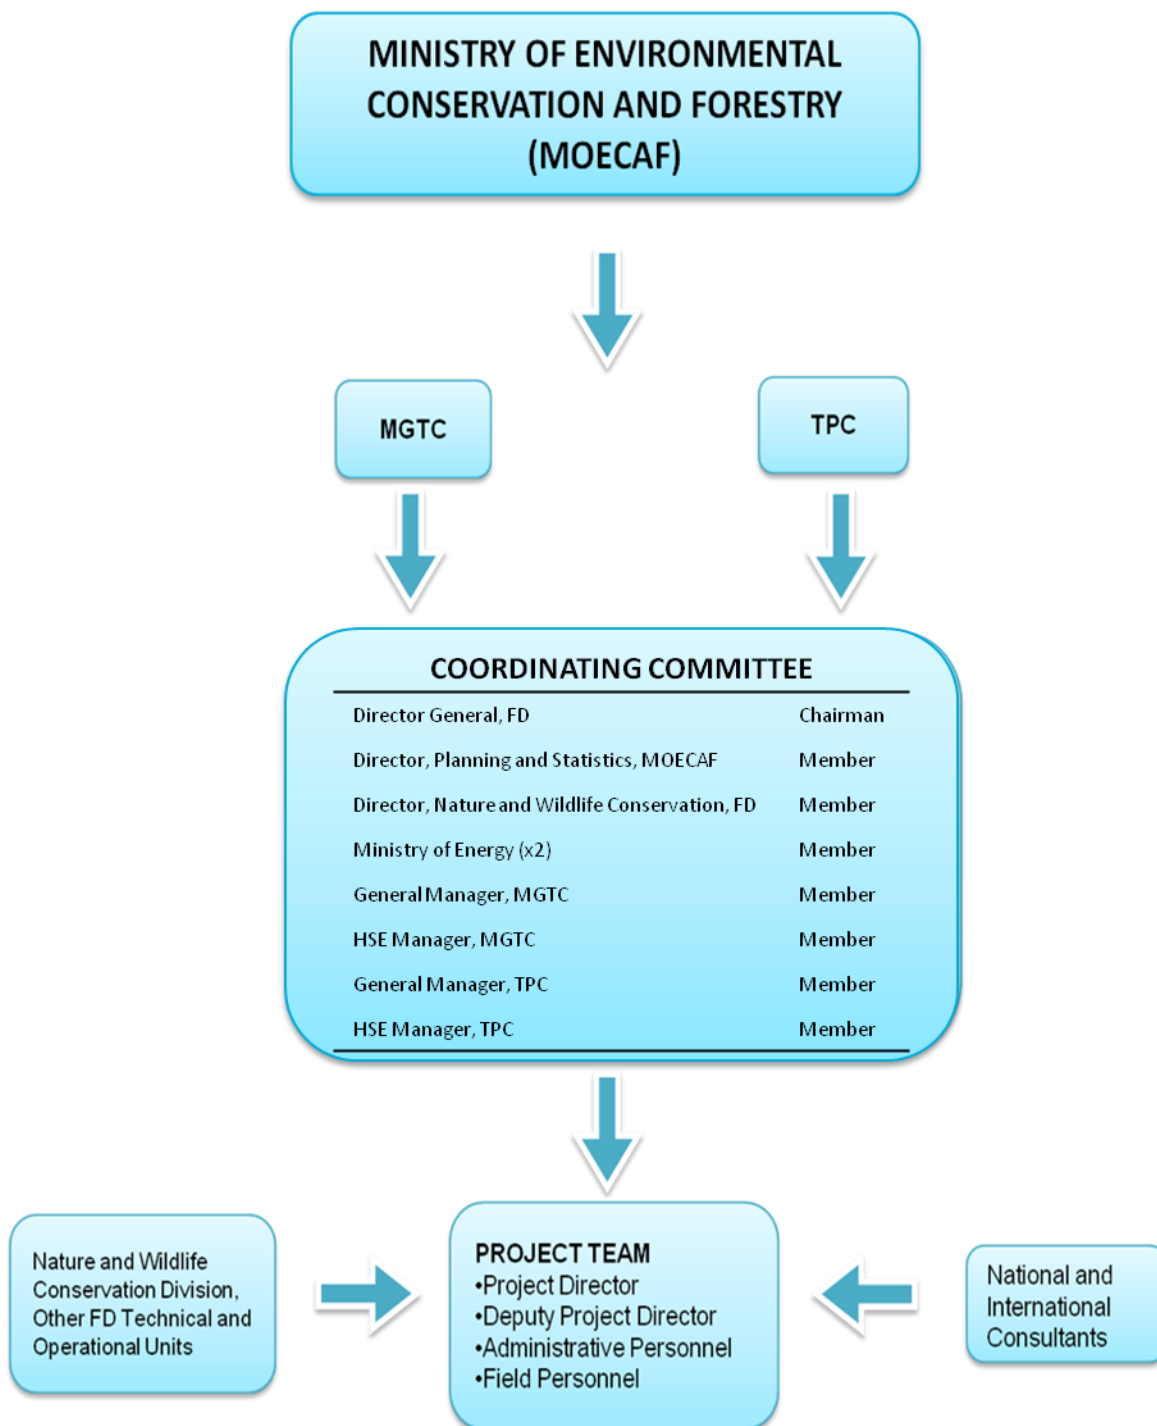 MINISTRY OF ENVIRONMENTAL
CONSERVATION AND FORESTRY
(MOECAF)
MGTC
TPC
COORDINATING COMMITTEE
Director General, FD Chairman
Director, Planning and Statistics, MOECAF Member
Director, Nature and Wildlife Conservation, FD Member
Ministry of Energy (x2) Member
General Manager, MGTC Member
HSE Manager, MGTC Member
General Manager, TPC Member
HSE Manager, TPC Member
Nature and Wildlife
Conservation Division,
Other FD Technical and
Operational Units
PROJECT TEAM
•Project Director
•Deputy Project Director
•Administrative Personnel
•Field Personnel
National and
International
Consultants